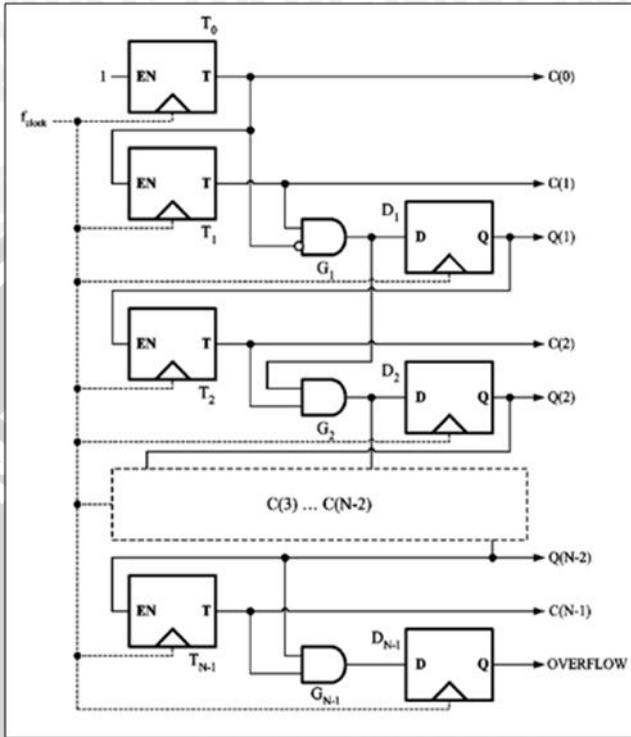 T0
1 EN T C(0)
fclock
EN T C(1)
T1
D1
D Q Q(1)
G1
EN T C(2)
T2
D2
D Q Q(2)
G2
C(3) ... C(N-2)
Q(N-2)
EN T C(N-1)
TN-1
DN-1
D Q OVERFLOW
GN-1